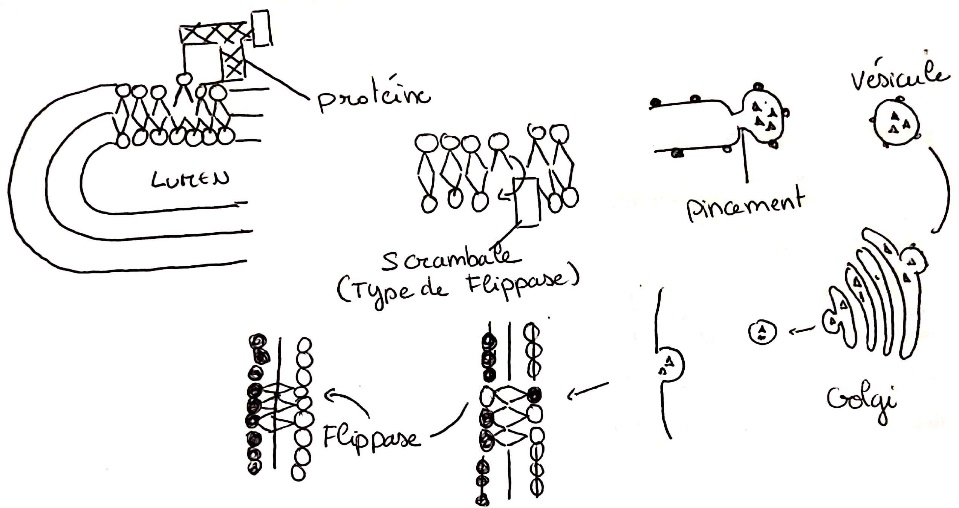 protéine
Vésicule
LUMEN
Pincement
Scrambale
(Type de Flippase)
Golgi
Flippase